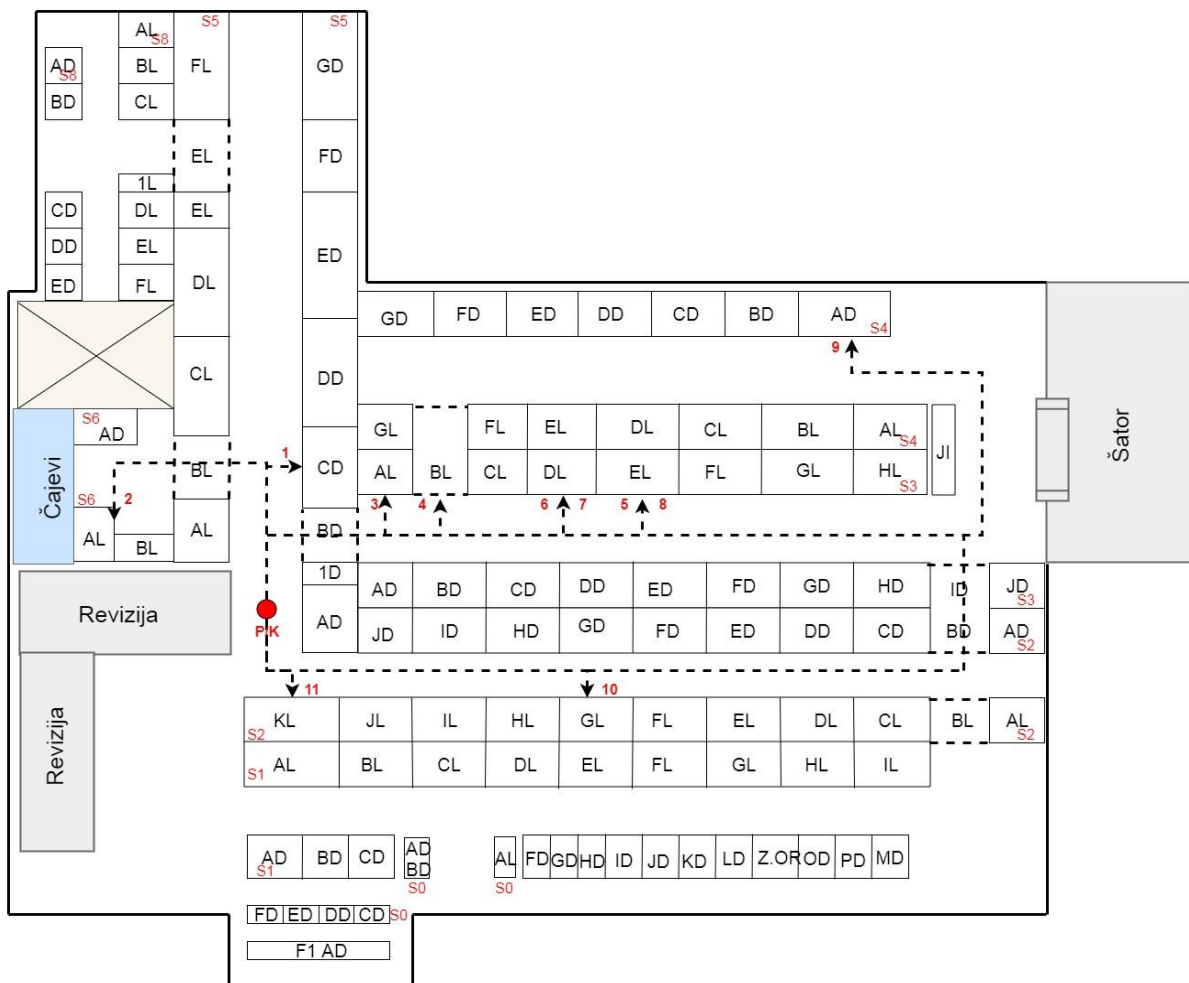 AL
S8
S5
S5
AD
S8
BL
FL
GD
BD
CL
EL
FD
1L
CD
DL
EL
DD
EL
ED
DL
ED
FL
GD
FD
ED
DD
CD
BD
AD
S4
9
CL
DD
S6
AD
GL
FL
EL
DL
CL
BL
AL
S4
1
CD
BL
AL
BL
CL
DL
EL
FL
GL
HL
S3
JI
Čajevi
Šator
S6
2
3
4
6
7
5
8
AL
BL
AL
BD
1D
AD
BD
CD
DD
ED
FD
GD
HD
ID
JD
S3
Revizija
P/K
AD
JD
ID
HD
GD
FD
ED
DD
CD
BD
AD
S2
11
10
Revizija
KL
S2
JL
IL
HL
GL
FL
EL
DL
CL
BL
AL
S2
S1
AL
BL
CL
DL
EL
FL
GL
HL
IL
AD
S1
BD
CD
AD
BD
S0
AL
S0
FD
GD
HD
ID
JD
KD
LD
Z.OR
OD
PD
MD
FD
ED
DD
CD
S0
F1 AD